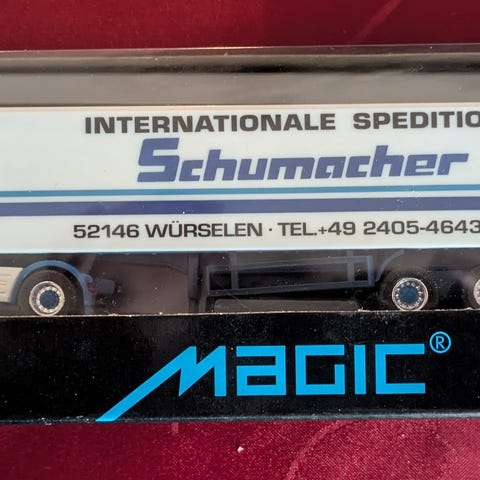 INTERNATIONALE SPEDITIO
Schumacher
52146 WÜRSELEN · TEL.+49 2405-4643
MAGIC®